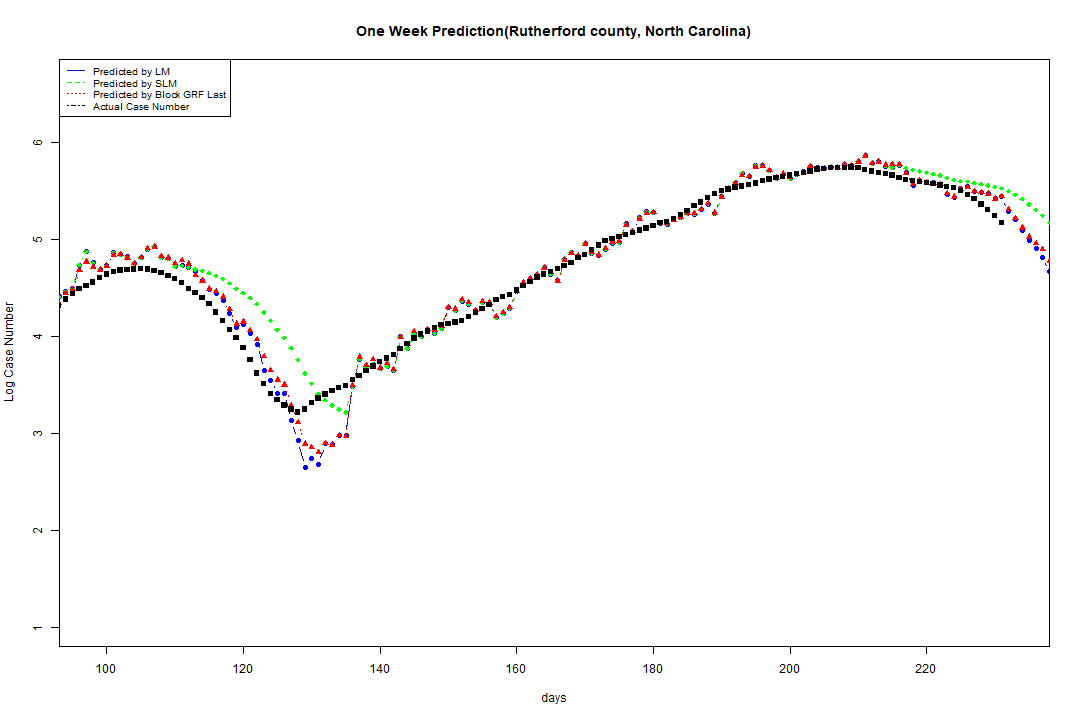 One Week Prediction(Rutherford county, North Carolina)
Predicted by LM
Predicted by SLM
Predicted by Block GRF Last
Actual Case Number
6
5
4
3
2
1
Log Case Number
100 120 140 160 180 200 220
days